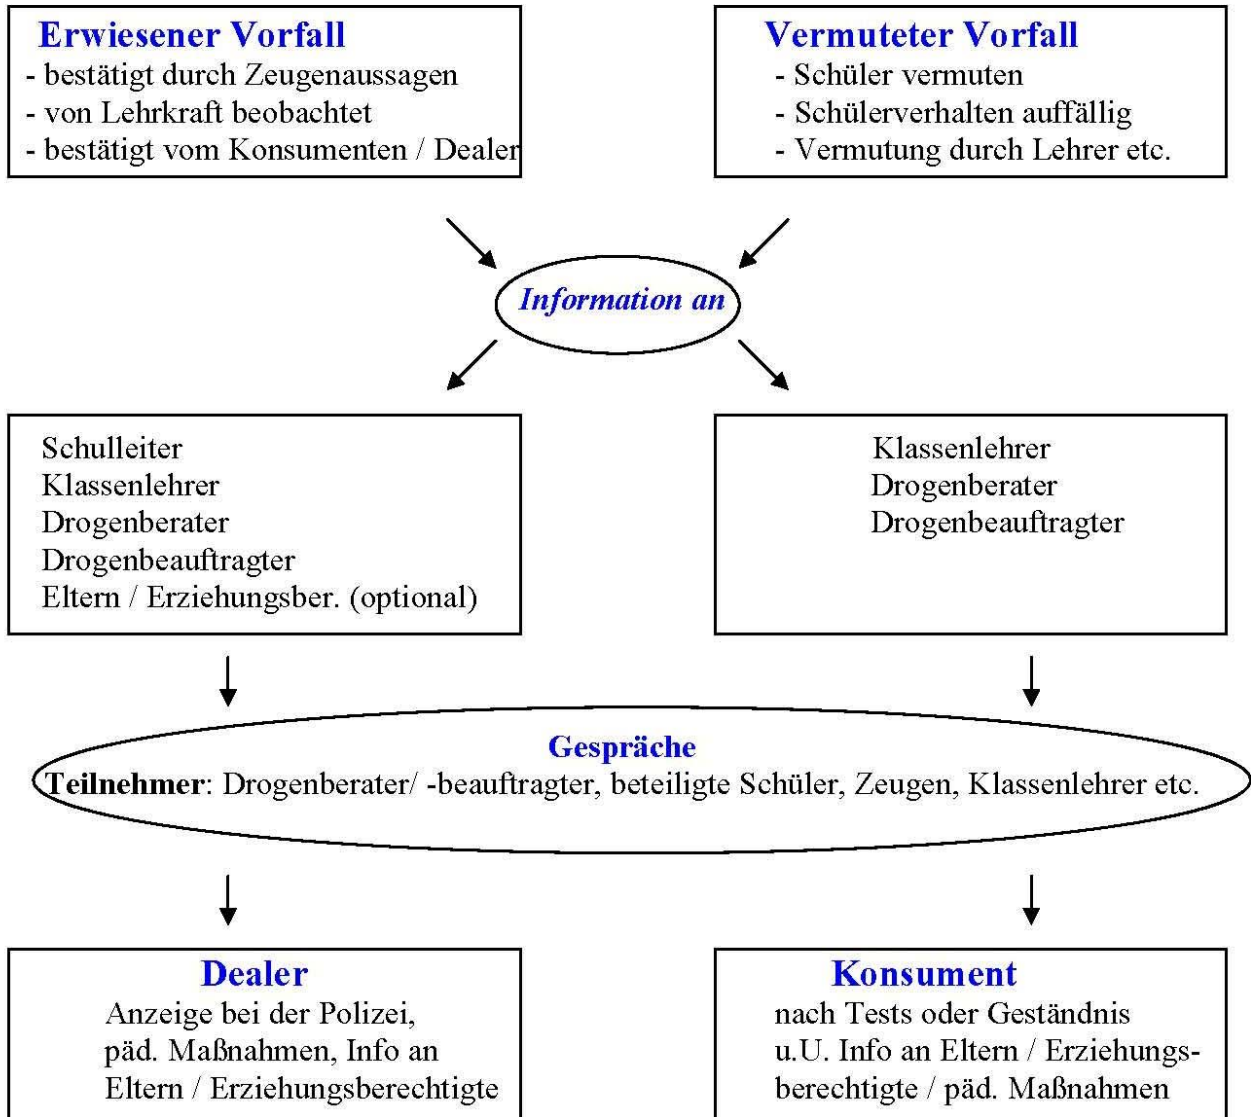 Erwiesener Vorfall
- bestätigt durch Zeugenaussagen
- von Lehrkraft beobachtet
- bestätigt vom Konsumenten / Dealer
Vermuteter Vorfall
- Schüler vermuten
- Schülerverhalten auffällig
- Vermutung durch Lehrer etc.
Information an
Schulleiter
Klassenlehrer
Drogenberater
Drogenbeauftragter
Eltern / Erziehungsber. (optional)
Klassenlehrer
Drogenberater
Drogenbeauftragter
Gespräche
Teilnehmer: Drogenberater/ -beauftragter, beteiligte Schüler, Zeugen, Klassenlehrer etc.
Dealer
Anzeige bei der Polizei,
päd. Maßnahmen, Info an
Eltern / Erziehungsberechtigte
Konsument
nach Tests oder Geständnis
u.U. Info an Eltern / Erziehungs-
berechtigte / päd. Maßnahmen